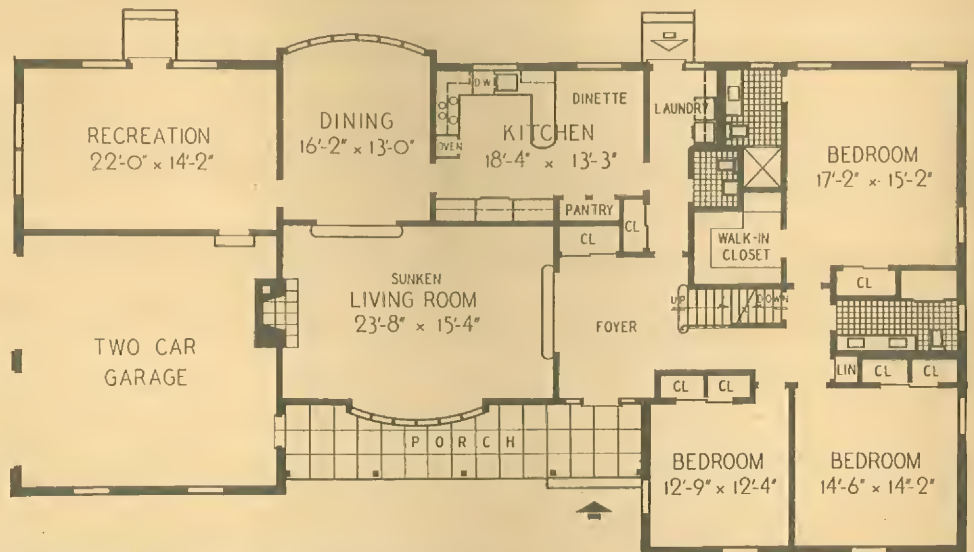 RECREATION
22'-0" x 14'-2"
DINING
16'-2" x 13'-0"
DW
OVEN
DINETTE
KITCHEN
18'-4" x 13'-3"
PANTRY
CL
CL
LAUNDRY
WALK-IN
CLOSET
BEDROOM
17'-2" x 15'-2"
CL
TWO CAR
GARAGE
SUNKEN
LIVING ROOM
23'-8" x 15'-4"
FOYER
UP
DOWN
LIN
CL
CL
CL
CL
PORCH
BEDROOM
12'-9" x 12'-4"
BEDROOM
14'-6" x 14'-2"